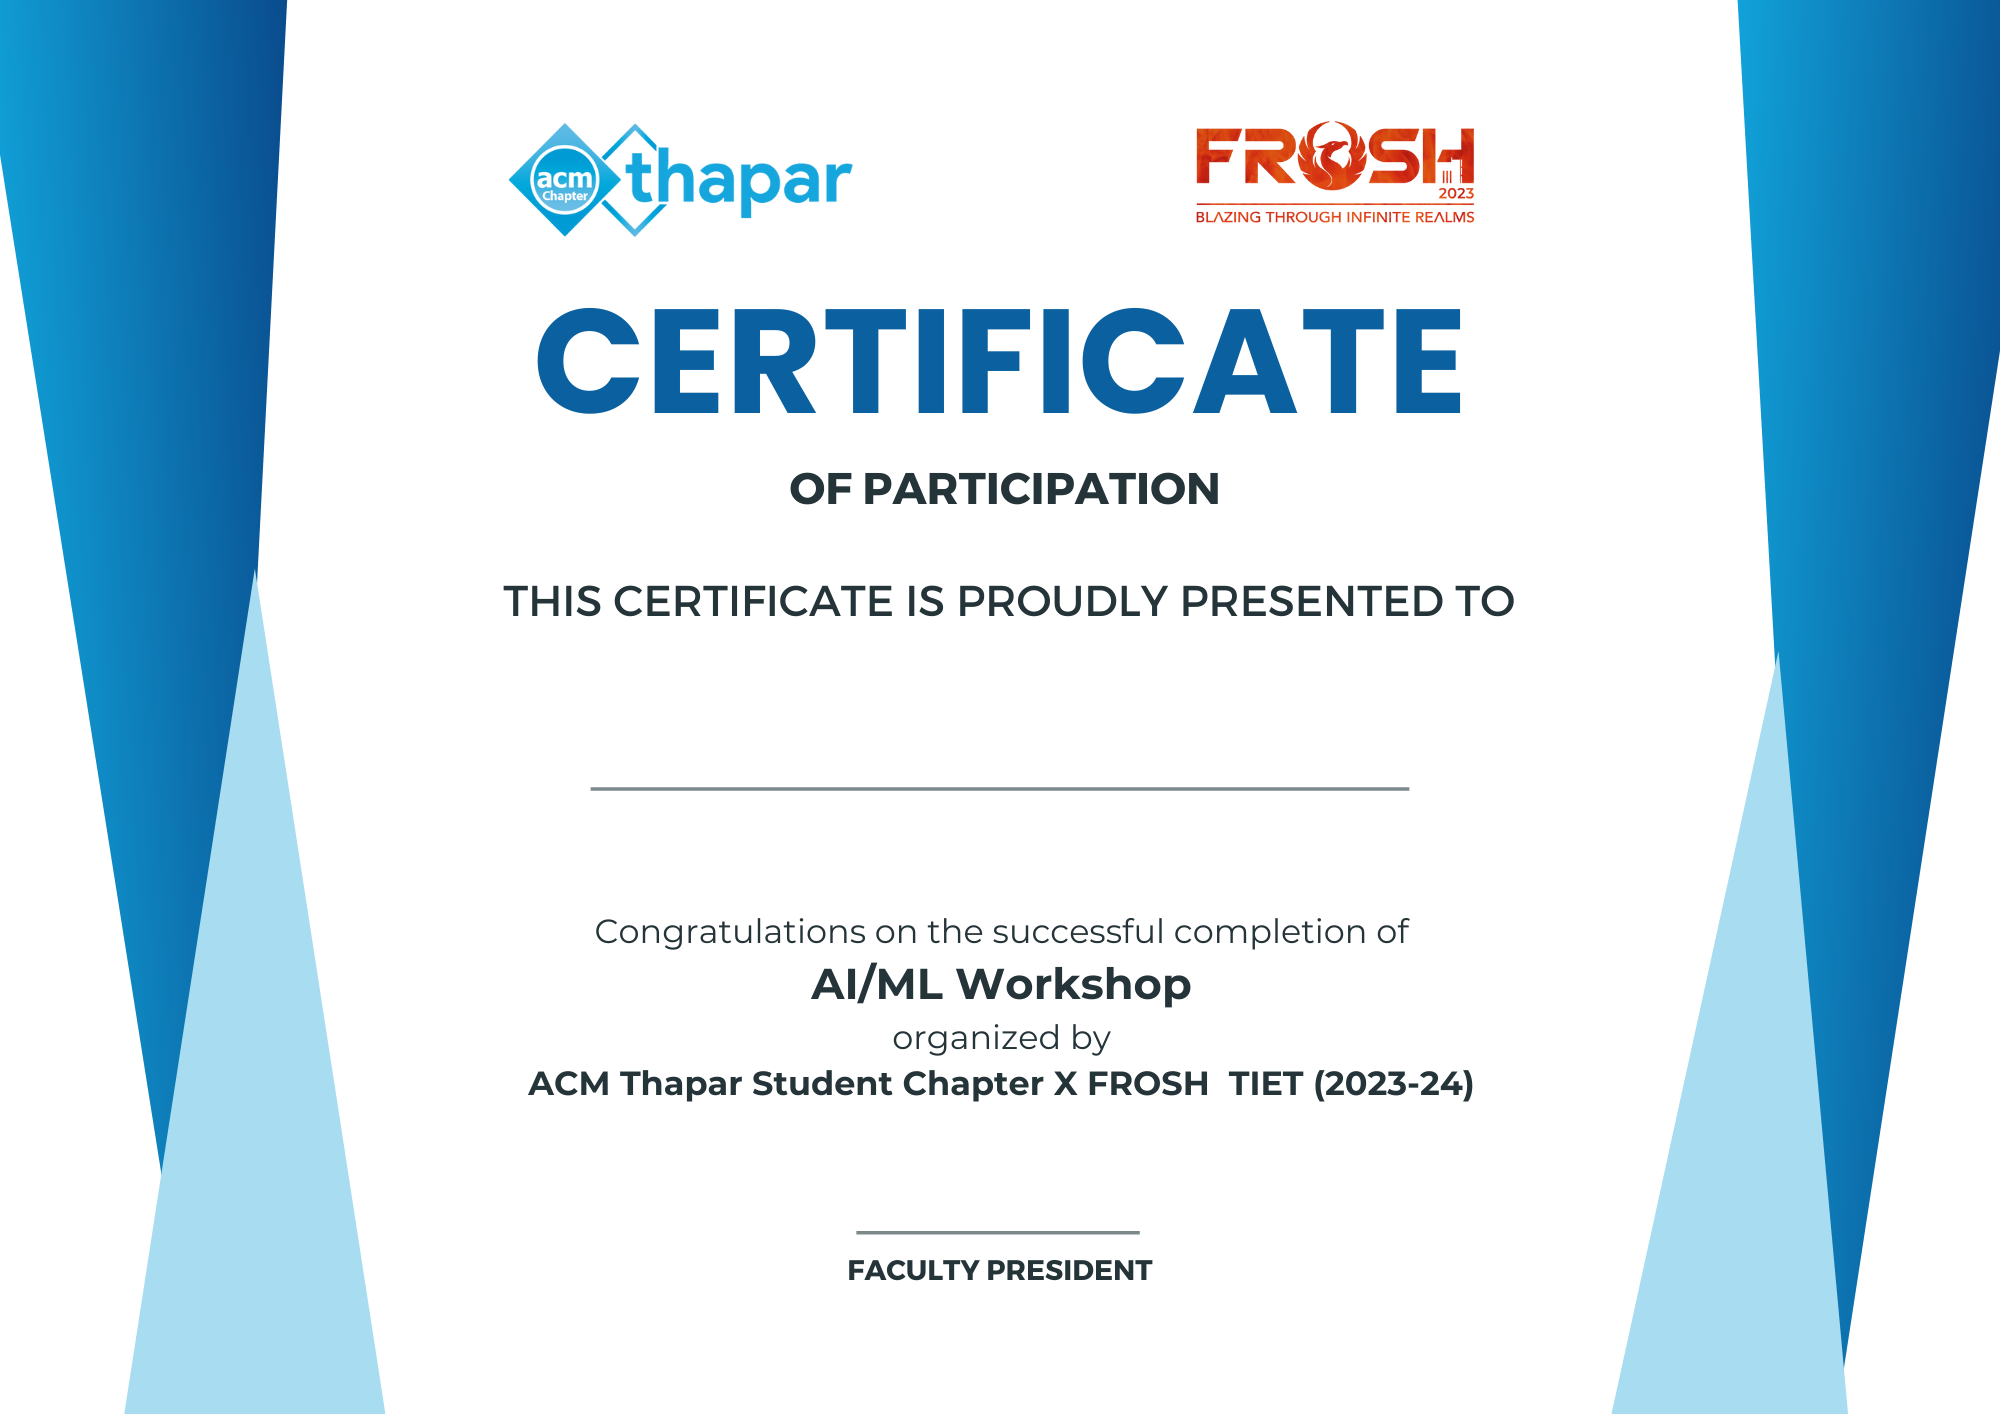 acm
Chapter
thapar
FROSH
2023
BLAZING THROUGH INFINITE REALMS
CERTIFICATE
OF PARTICIPATION
THIS CERTIFICATE IS PROUDLY PRESENTED TO
Congratulations on the successful completion of
AI/ML Workshop
organized by
ACM Thapar Student Chapter X FROSH  TIET (2023-24)
FACULTY PRESIDENT